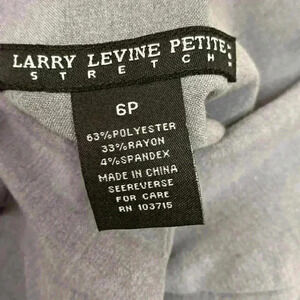 LARRY LEVINE PETITE
STRETCH
6P
63%POLYESTER
33%RAYON
4%SPANDEX
MADE IN CHINA
SEEREVERSE
FOR CARE
RN 103715